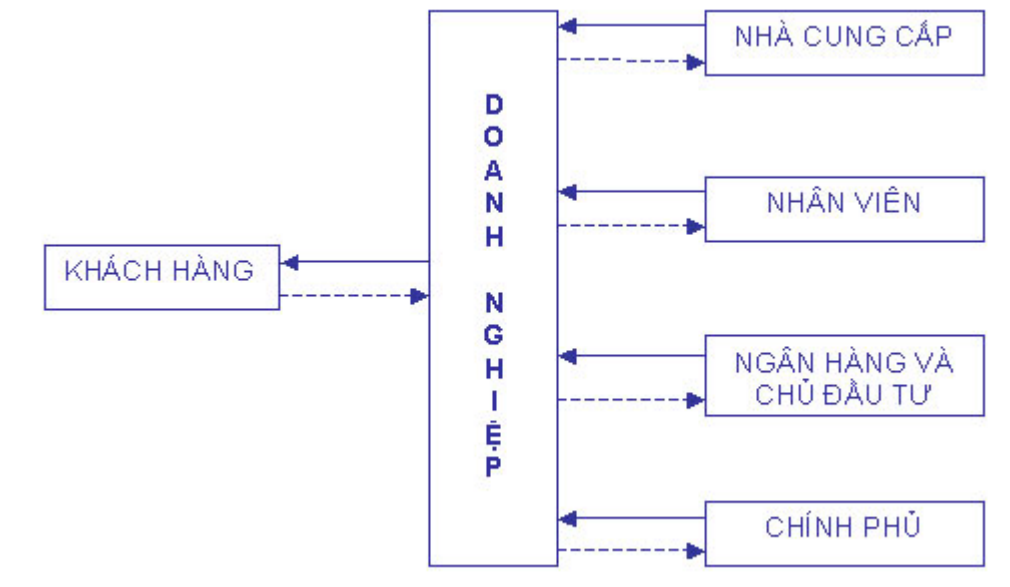 NHÀ CUNG CẤP
DOANH NGHIỆP
NHÂN VIÊN
KHÁCH HÀNG
NGÂN HÀNG VÀ
CHỦ ĐẦU TƯ
CHÍNH PHỦ